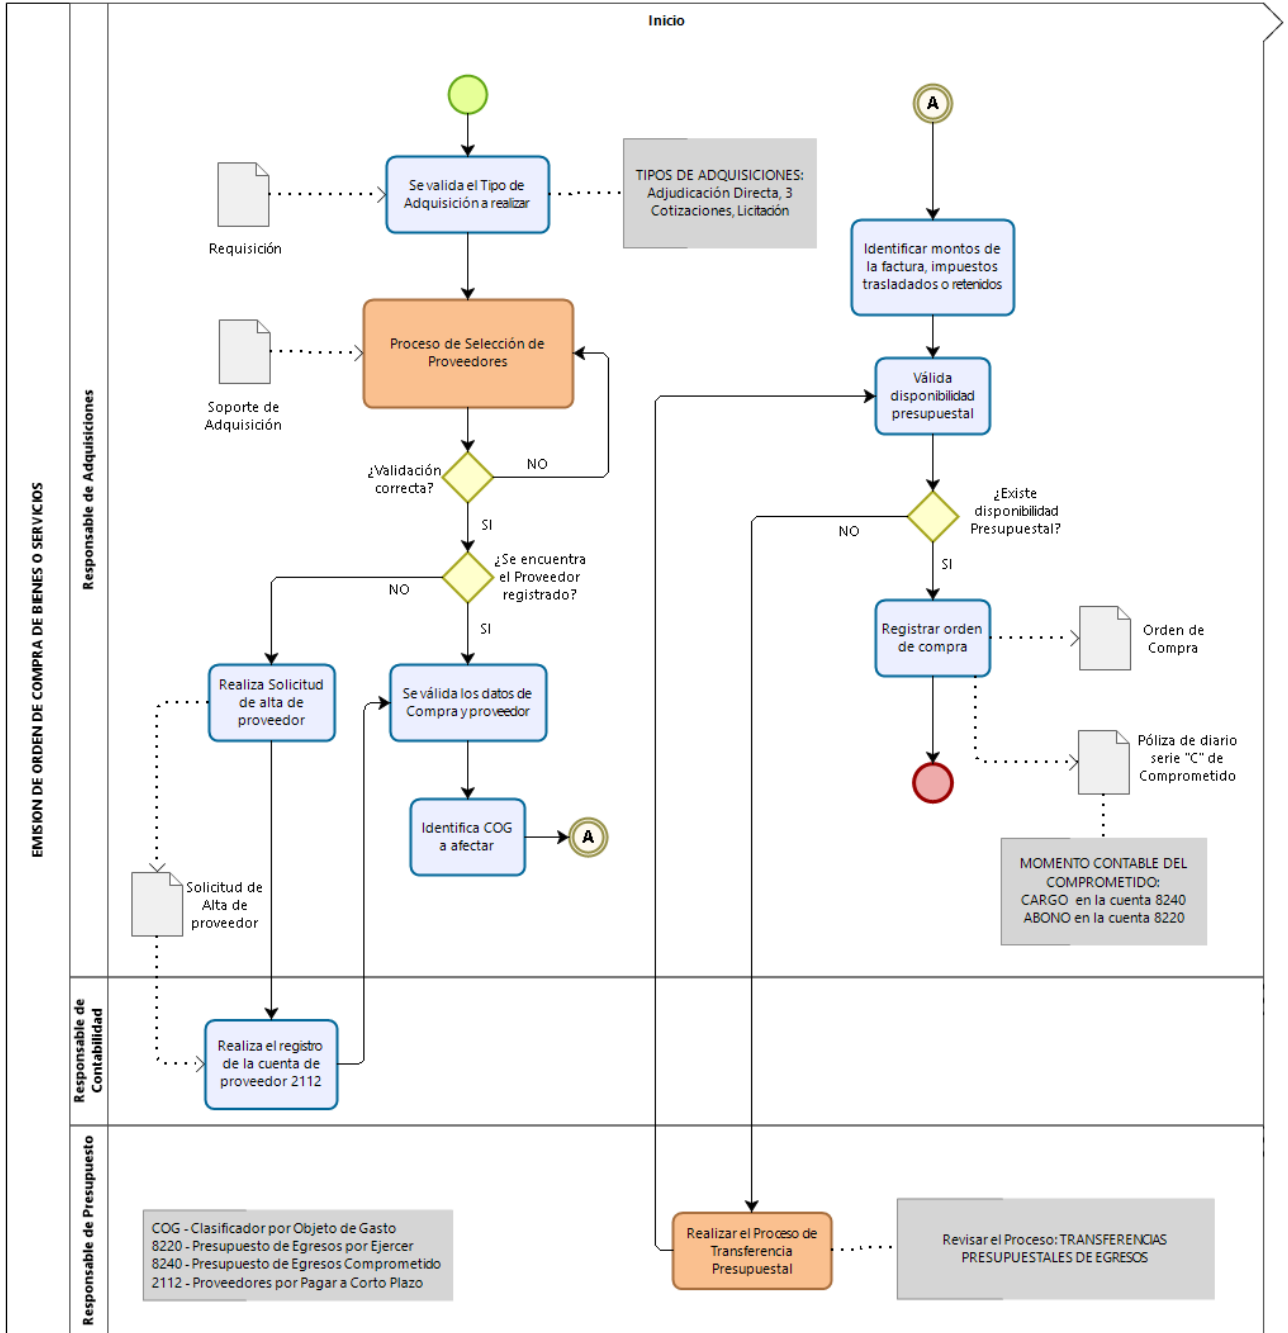 Inicio
EMISION DE ORDEN DE COMPRA DE BIENES O SERVICIOS
Responsable de Adquisiciones
Requisición
Se valida el Tipo de
Adquisición a realizar
TIPOS DE ADQUISICIONES:
Adjudicación Directa, 3
Cotizaciones, Licitación
Soporte de
Adquisición
Proceso de Selección de
Proveedores
¿Validación
correcta?
NO
SI
¿Se encuentra
el Proveedor
registrado?
NO
SI
Realiza Solicitud
de alta de
proveedor
Se válida los datos de
Compra y proveedor
Identifica COG
a afectar
A
Solicitud de
Alta de
proveedor
A
Identificar montos de
la factura, impuestos
trasladados o retenidos
Válida
disponibilidad
presupuestal
¿Existe
disponibilidad
Presupuestal?
NO
SI
Registrar orden
de compra
Orden de
Compra
Póliza de diario
serie "C" de
Comprometido
MOMENTO CONTABLE DEL
COMPROMETIDO:
CARGO en la cuenta 8240
ABONO en la cuenta 8220
Responsable de
Contabilidad
Realiza el registro
de la cuenta de
proveedor 2112
Responsable de Presupuesto
COG - Clasificador por Objeto de Gasto
8220 - Presupuesto de Egresos por Ejercer
8240 - Presupuesto de Egresos Comprometido
2112 - Proveedores por Pagar a Corto Plazo
Realizar el Proceso de
Transferencia
Presupuestal
Revisar el Proceso: TRANSFERENCIAS
PRESUPUESTALES DE EGRESOS